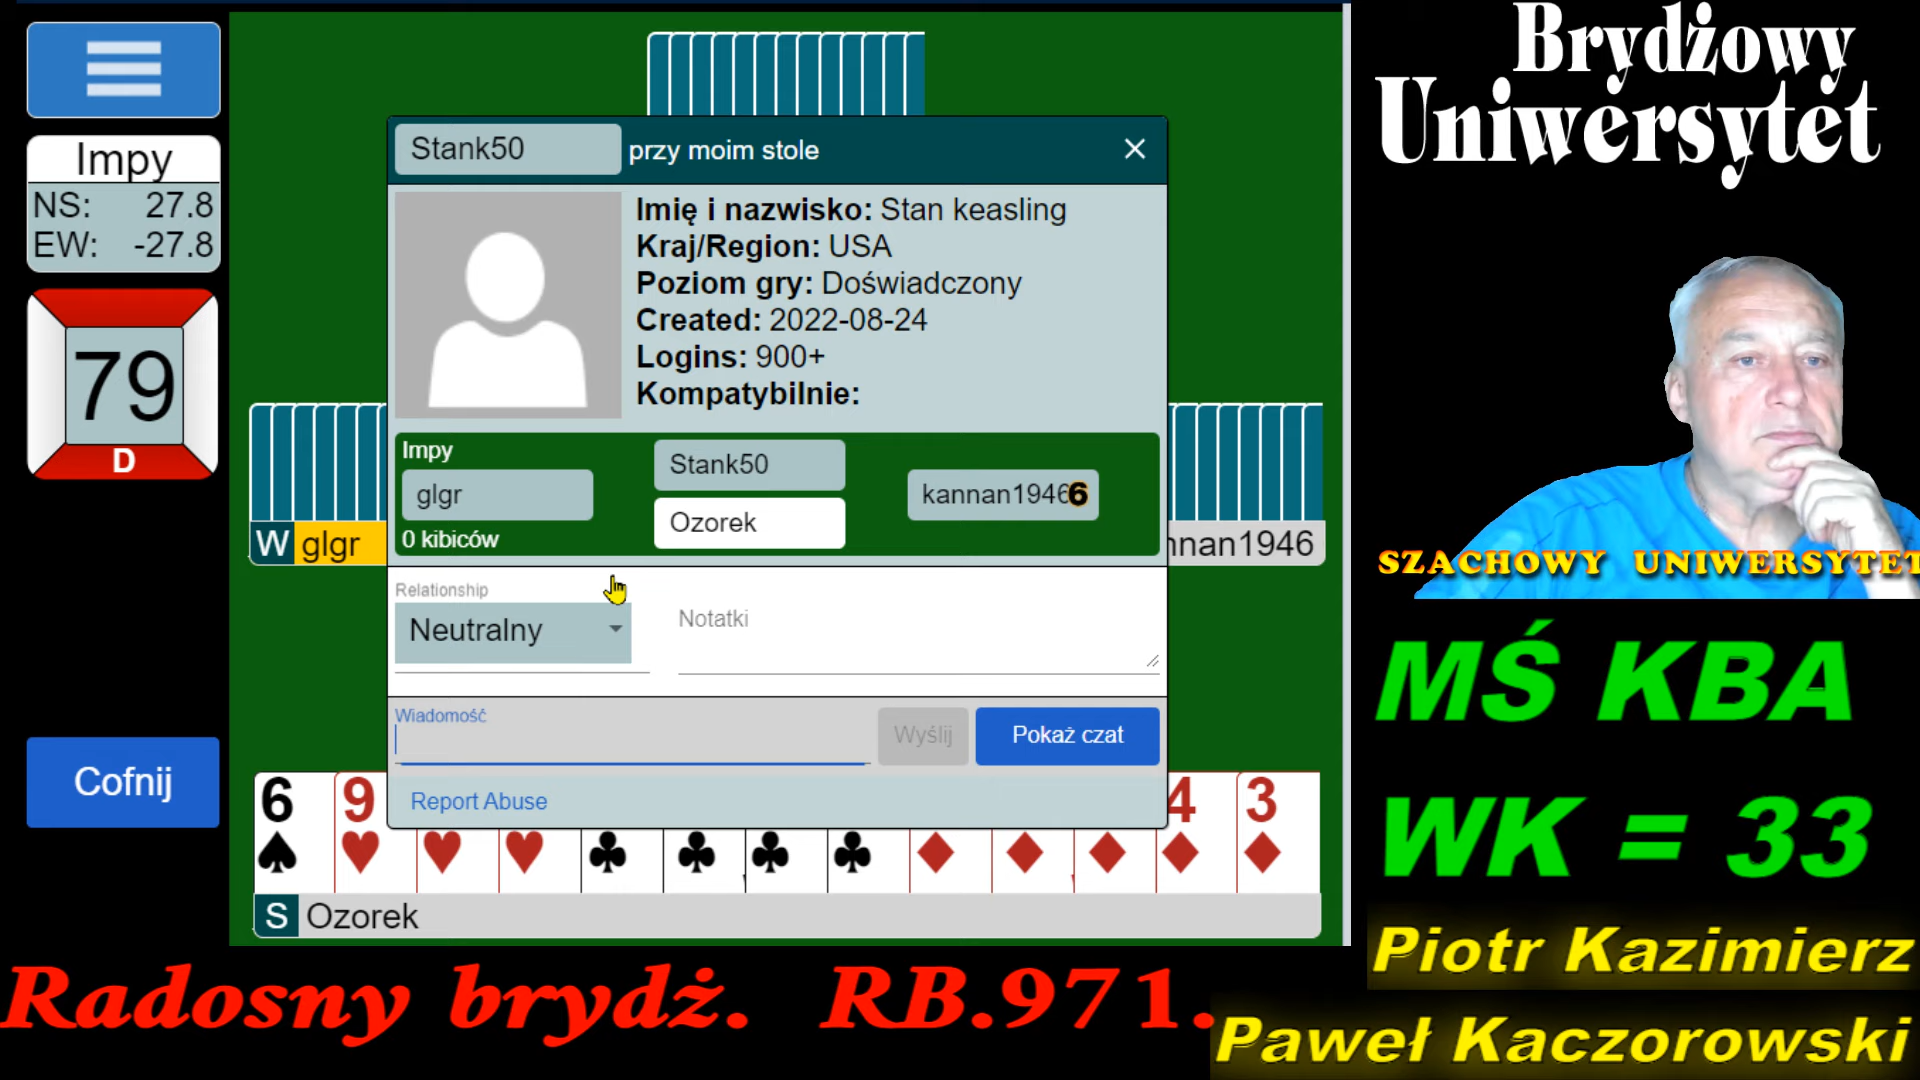 Brydżowy
Uniwersytet
Impy
NS: 27.8
EW: -27.8
79
D
Stank50 przy moim stole
Imię i nazwisko: Stan keasling
Kraj/Region: USA
Poziom gry: Doświadczony
Created: 2022-08-24
Logins: 900+
Kompatybilnie:
Impy
Stank50
glgr
kannan1946
6
Ozorek
0 kibiców
W glgr
nnan1946
SZACHOWY UNIWERSYTET
Relationship
Neutralny
Notatki
Wiadomość
Wyślij
Pokaż czat
Report Abuse
Cofnij
6 9 4 3
S Ozorek
MŚ KBA
WK = 33
Piotr Kazimierz
Paweł Kaczorowski
Radosny brydż. RB.971.